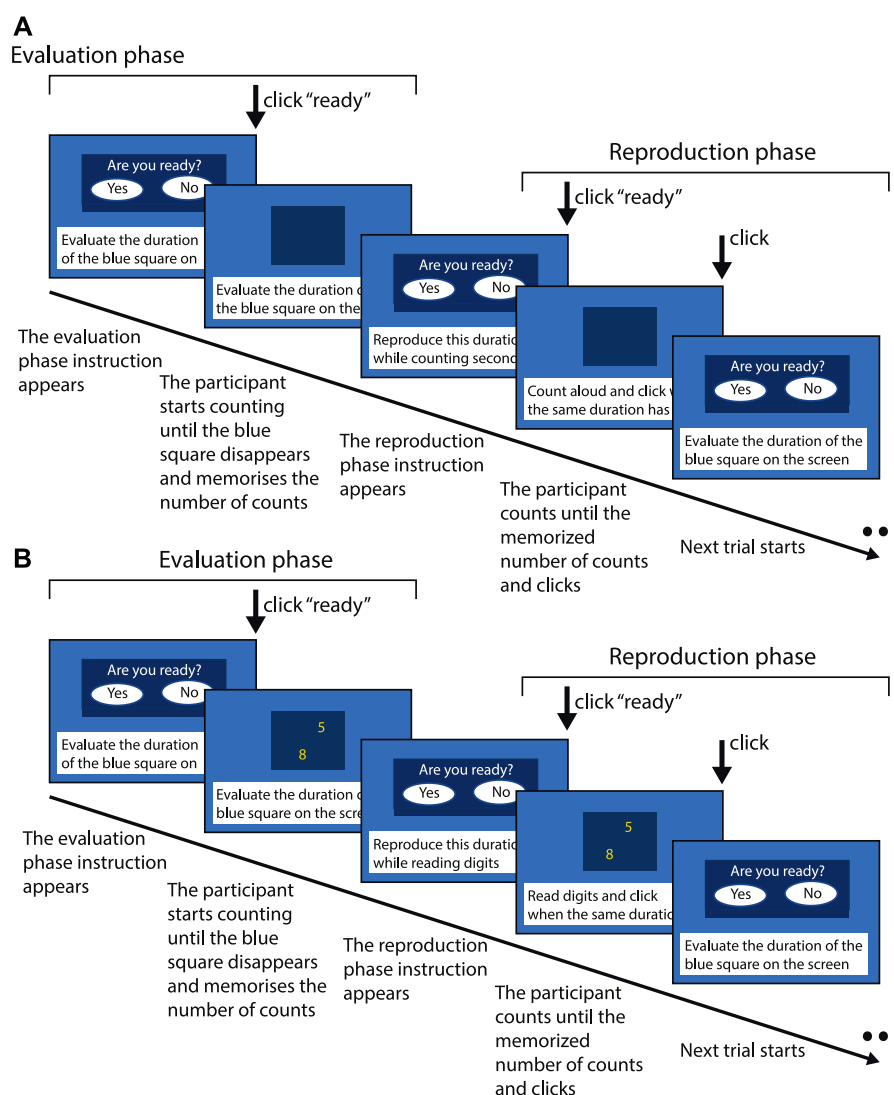 A
Evaluation phase
click “ready”
Are you ready?
Yes
No
Evaluate the duration
of the blue square on
Evaluate the duration
the blue square on the
Reproduction phase
click “ready”
Are you ready?
Yes
No
Reproduce this duratio
while counting second
click
Count aloud and click
the same duration has
Are you ready?
Yes
No
Evaluate the duration of the
blue square on the screen
The evaluation
phase instruction
appears
The participant
starts counting
until the blue
square disappears
and memorises the
number of counts
The reproduction
phase instruction
appears
The participant
counts until the
memorized
number of counts
and clicks
Next trial starts
B
Evaluation phase
click “ready”
Are you ready?
Yes
No
Evaluate the duration
of the blue square on
5
8
Evaluate the duration
blue square on the scre
Reproduction phase
click “ready”
Are you ready?
Yes
No
Reproduce this duratio
while reading digits
click
5
8
Read digits and click
when the same duratio
Are you ready?
Yes
No
Evaluate the duration of the
blue square on the screen
The evaluation
phase instruction
appears
The participant
starts counting
until the blue
square disappears
and memorises the
number of counts
The reproduction
phase instruction
appears
The participant
counts until the
memorized
number of counts
and clicks
Next trial starts